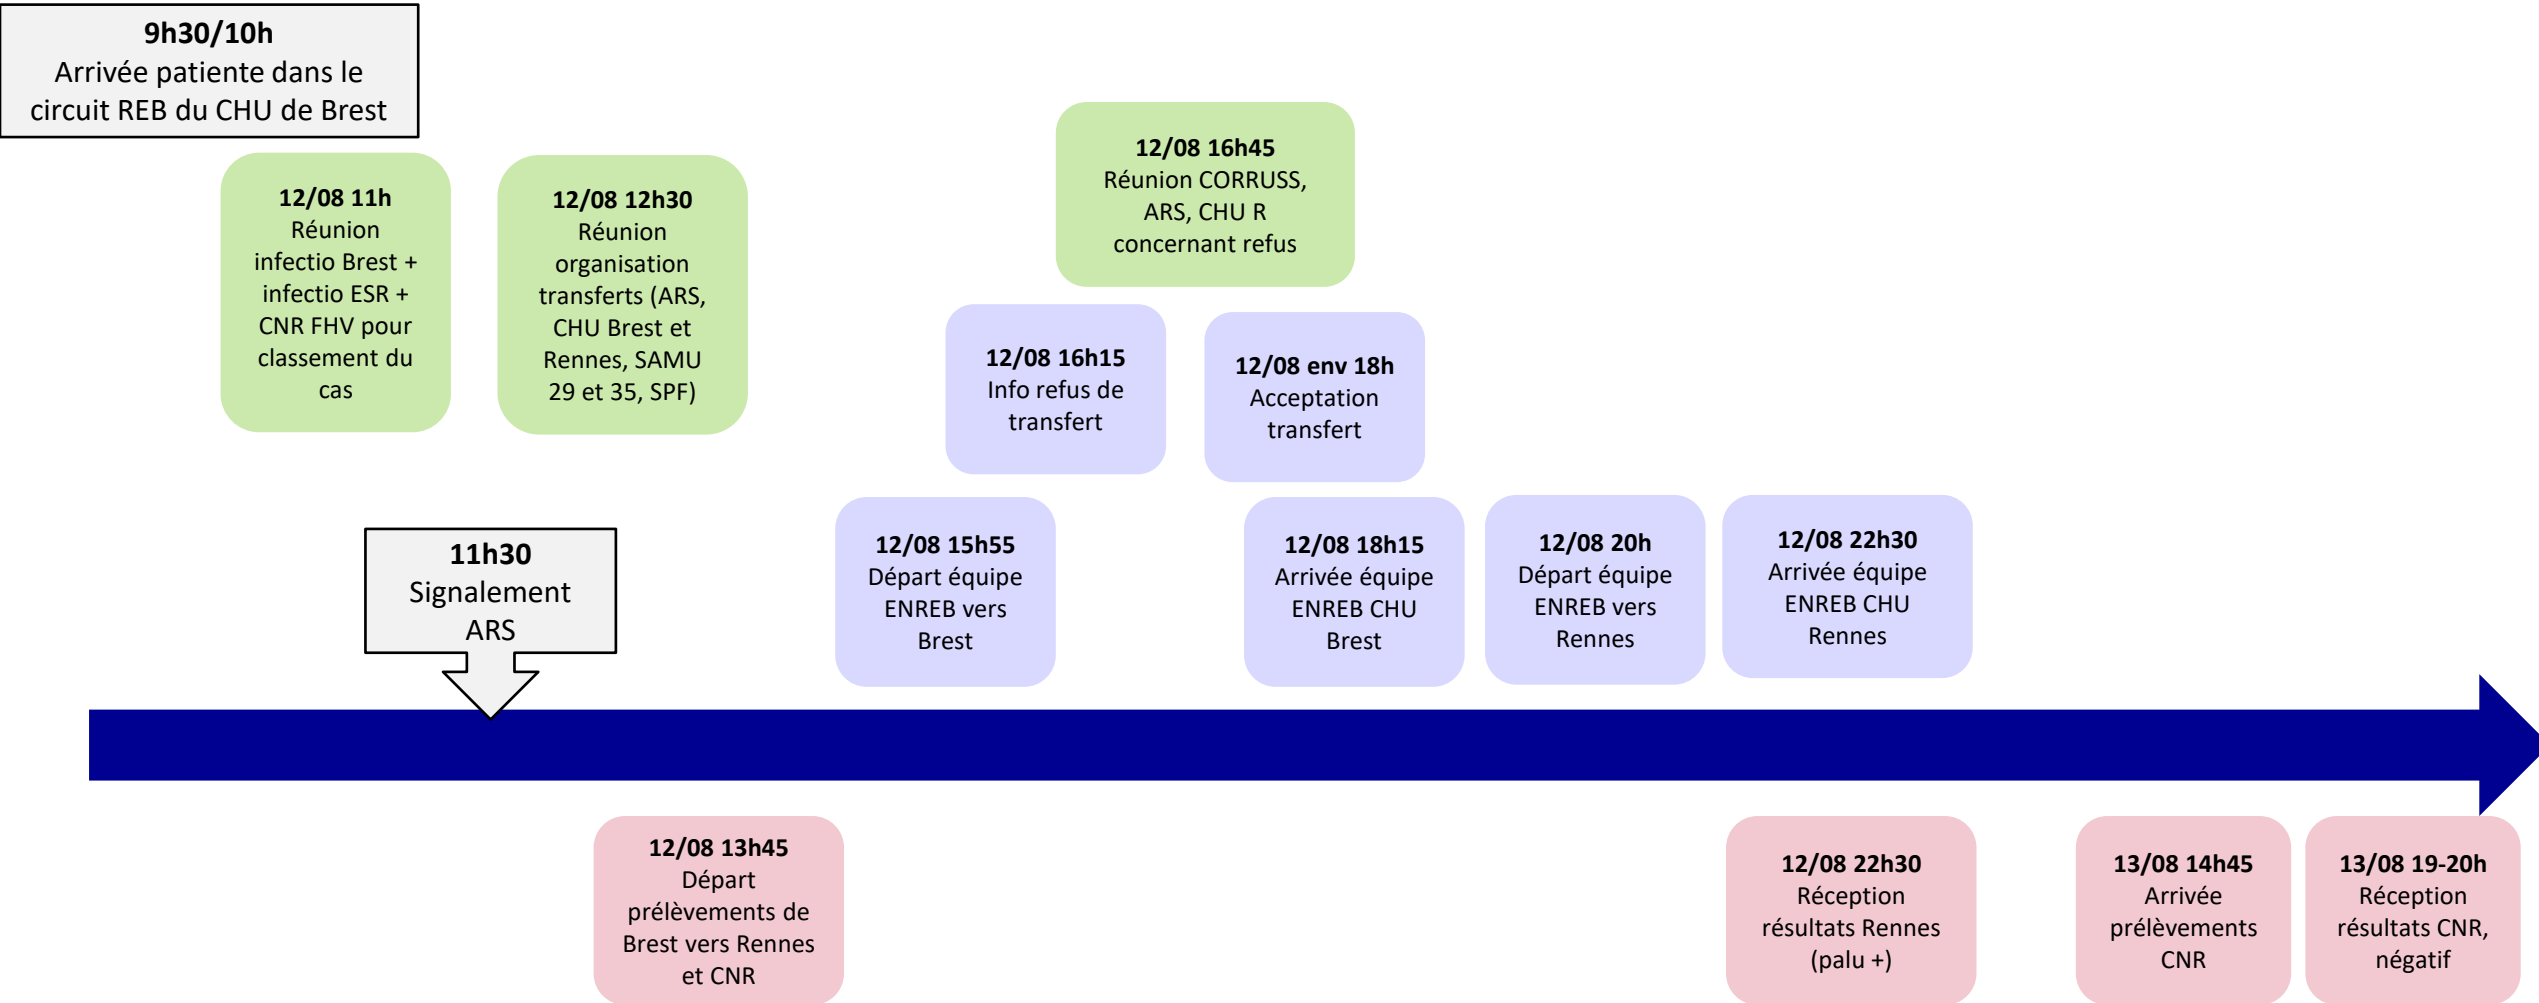 9h30/10h
Arrivée patiente dans le
circuit REB du CHU de Brest
12/08 11h
Réunion
infectio Brest +
infectio ESR +
CNR FHV pour
classement du
cas
12/08 12h30
Réunion
organisation
transferts (ARS,
CHU Brest et
Rennes, SAMU
29 et 35, SPF)
12/08 16h45
Réunion CORRUSS,
ARS, CHU R
concernant refus
12/08 16h15
Info refus de
transfert
12/08 env 18h
Acceptation
transfert
11h30
Signalement
ARS
12/08 15h55
Départ équipe
ENREB vers
Brest
12/08 18h15
Arrivée équipe
ENREB CHU
Brest
12/08 20h
Départ équipe
ENREB vers
Rennes
12/08 22h30
Arrivée équipe
ENREB CHU
Rennes
12/08 13h45
Départ
prélèvements de
Brest vers Rennes
et CNR
12/08 22h30
Réception
résultats Rennes
(palu +)
13/08 14h45
Arrivée
prélèvements
CNR
13/08 19-20h
Réception
résultats CNR,
négatif